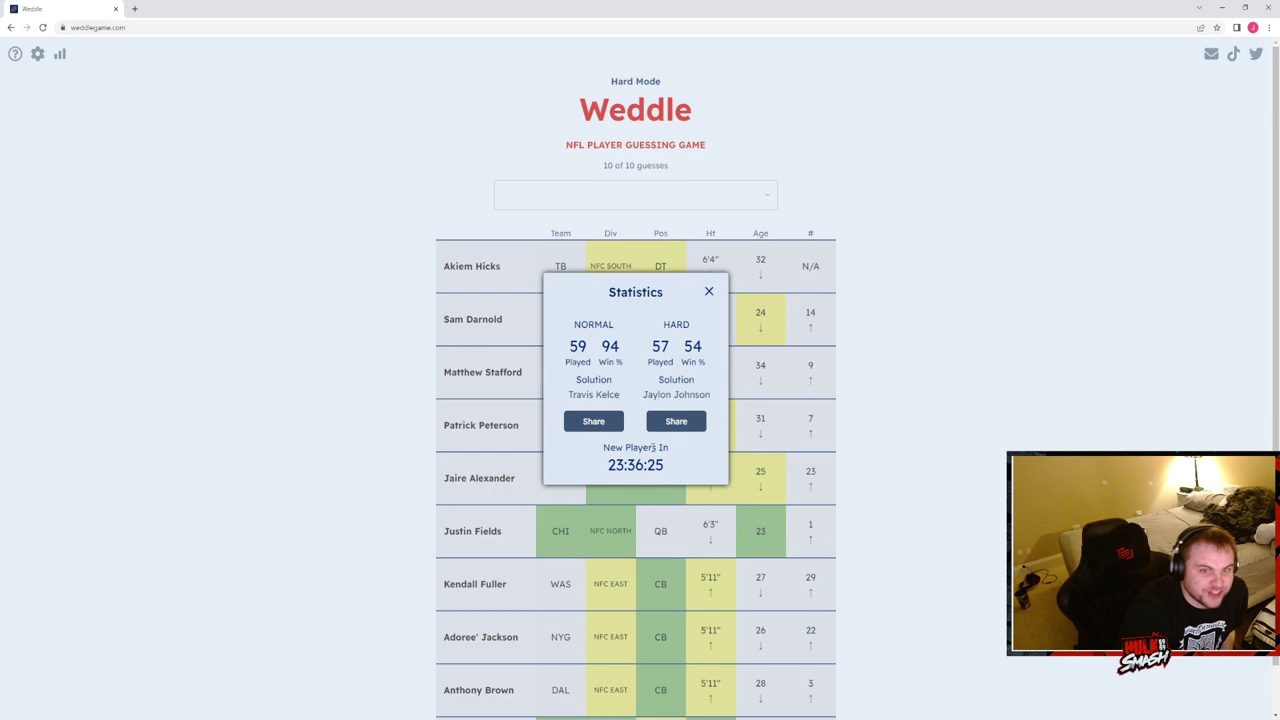 weddlegame.com
Hard Mode
Weddle
NFL PLAYER GUESSING GAME
10 of 10 guesses
Team Div Pos Ht Age #
Akiem Hicks TB NFC SOUTH DT 6'4" 32 ↓ N/A
Sam Darnold 24 ↓ 14 ↑
Matthew Stafford 34 ↓ 9 ↑
Patrick Peterson 31 ↓ 7 ↑
Jaire Alexander 25 ↓ 23 ↑
Justin Fields CHI NFC NORTH QB 6'3" ↓ 23 1 ↑
Kendall Fuller WAS NFC EAST CB 5'11" ↑ 27 ↓ 29 ↑
Adoree' Jackson NYG NFC EAST CB 5'11" ↑ 26 ↓ 22 ↑
Anthony Brown DAL NFC EAST CB 5'11" ↑ 28 ↓ 3 ↑
Statistics
NORMAL HARD
59 94 57 54
Played Win % Played Win %
Solution Solution
Travis Kelce Jaylon Johnson
Share Share
New Players In
23:36:25
HULK
SMASH